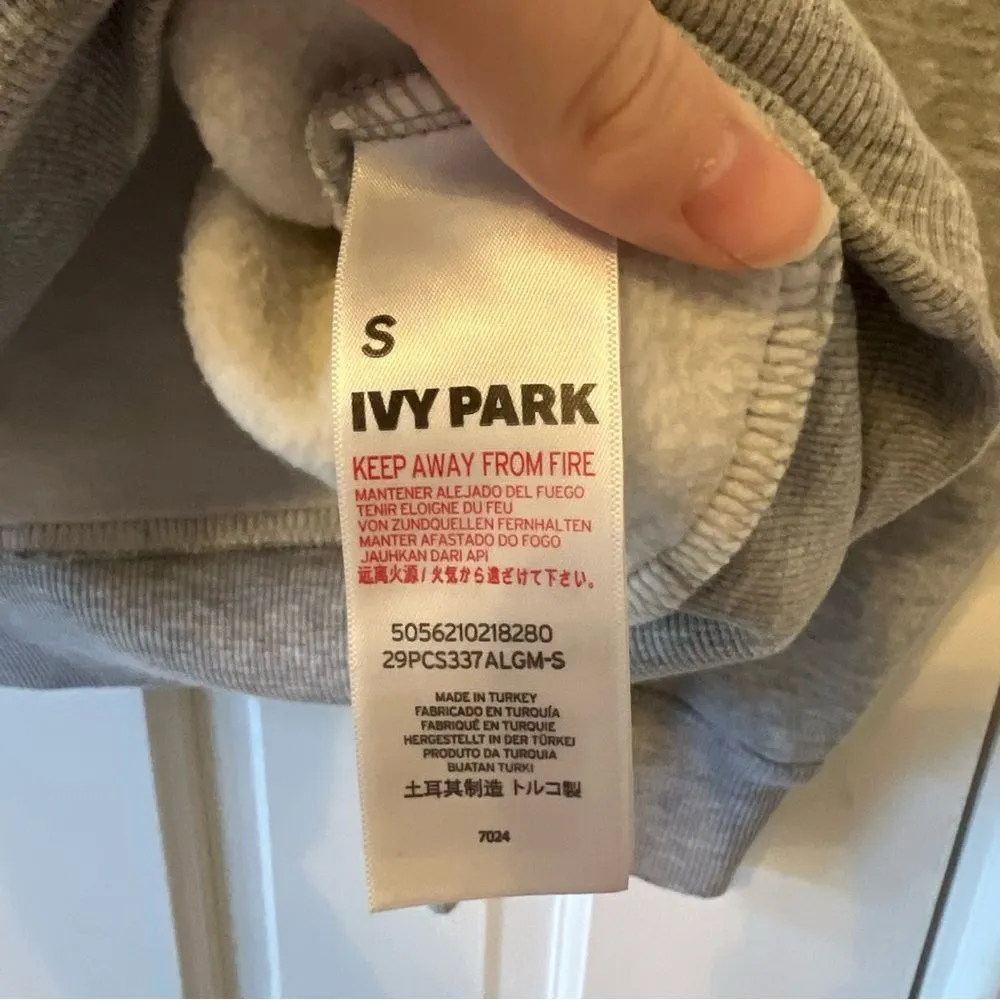 S
IVY PARK
KEEP AWAY FROM FIRE
MANTENER ALEJADO DEL FUEGO
TENIR ELOIGNE DU FEU
VON ZUNDQUELLEN FERNHALTEN
MANTER AFASTADO DO FOGO
JAUHKAN DARI API
远离火源 / 火気から遠ざけて下さい。
5056210218280
29PCS337ALGM-S
MADE IN TURKEY
FABRICADO EN TURQUÍA
FABRIQUÉ EN TURQUIE
HERGESTELLT IN DER TÜRKEI
PRODUTO DA TURQUIA
BUATAN TURKI
土耳其制造 トルコ製
7024